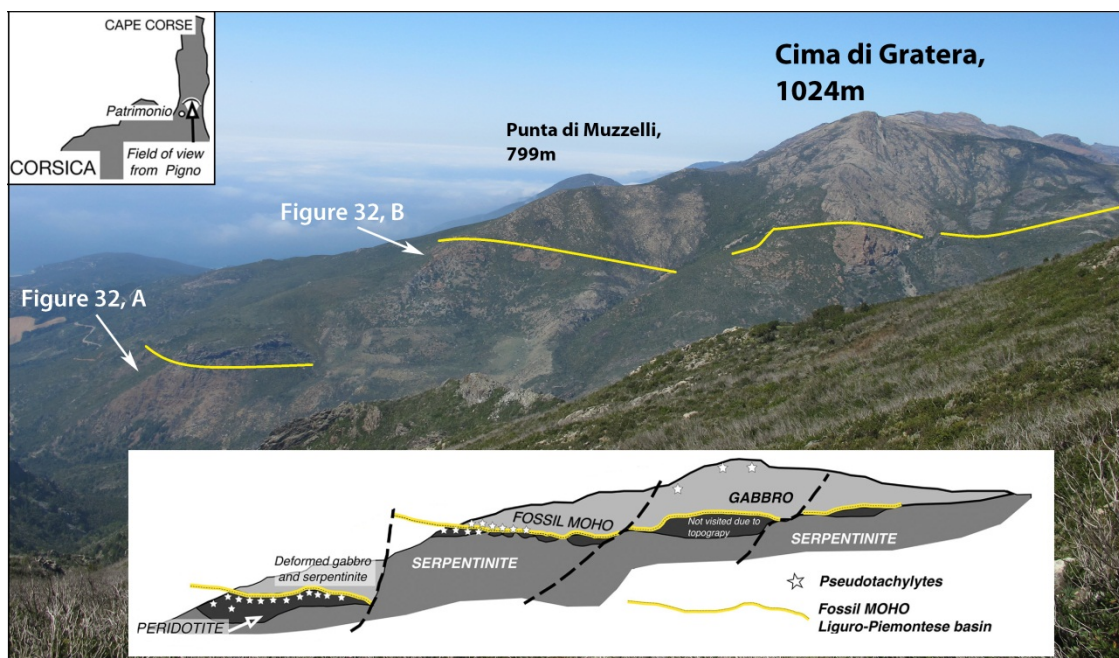 CAPE CORSE
Patrimonio
Field of view
from Pigno
CORSICA
Cima di Gratera,
1024m
Punta di Muzzelli,
799m
Figure 32, B
Figure 32, A
GABBRO
FOSSIL MOHO
Not visited due to
topograpy
Deformed gabbro
and serpentinite
SERPENTINITE
SERPENTINITE
Pseudotachylytes
PERIDOTITE
Fossil MOHO
Liguro-Piemontese basin